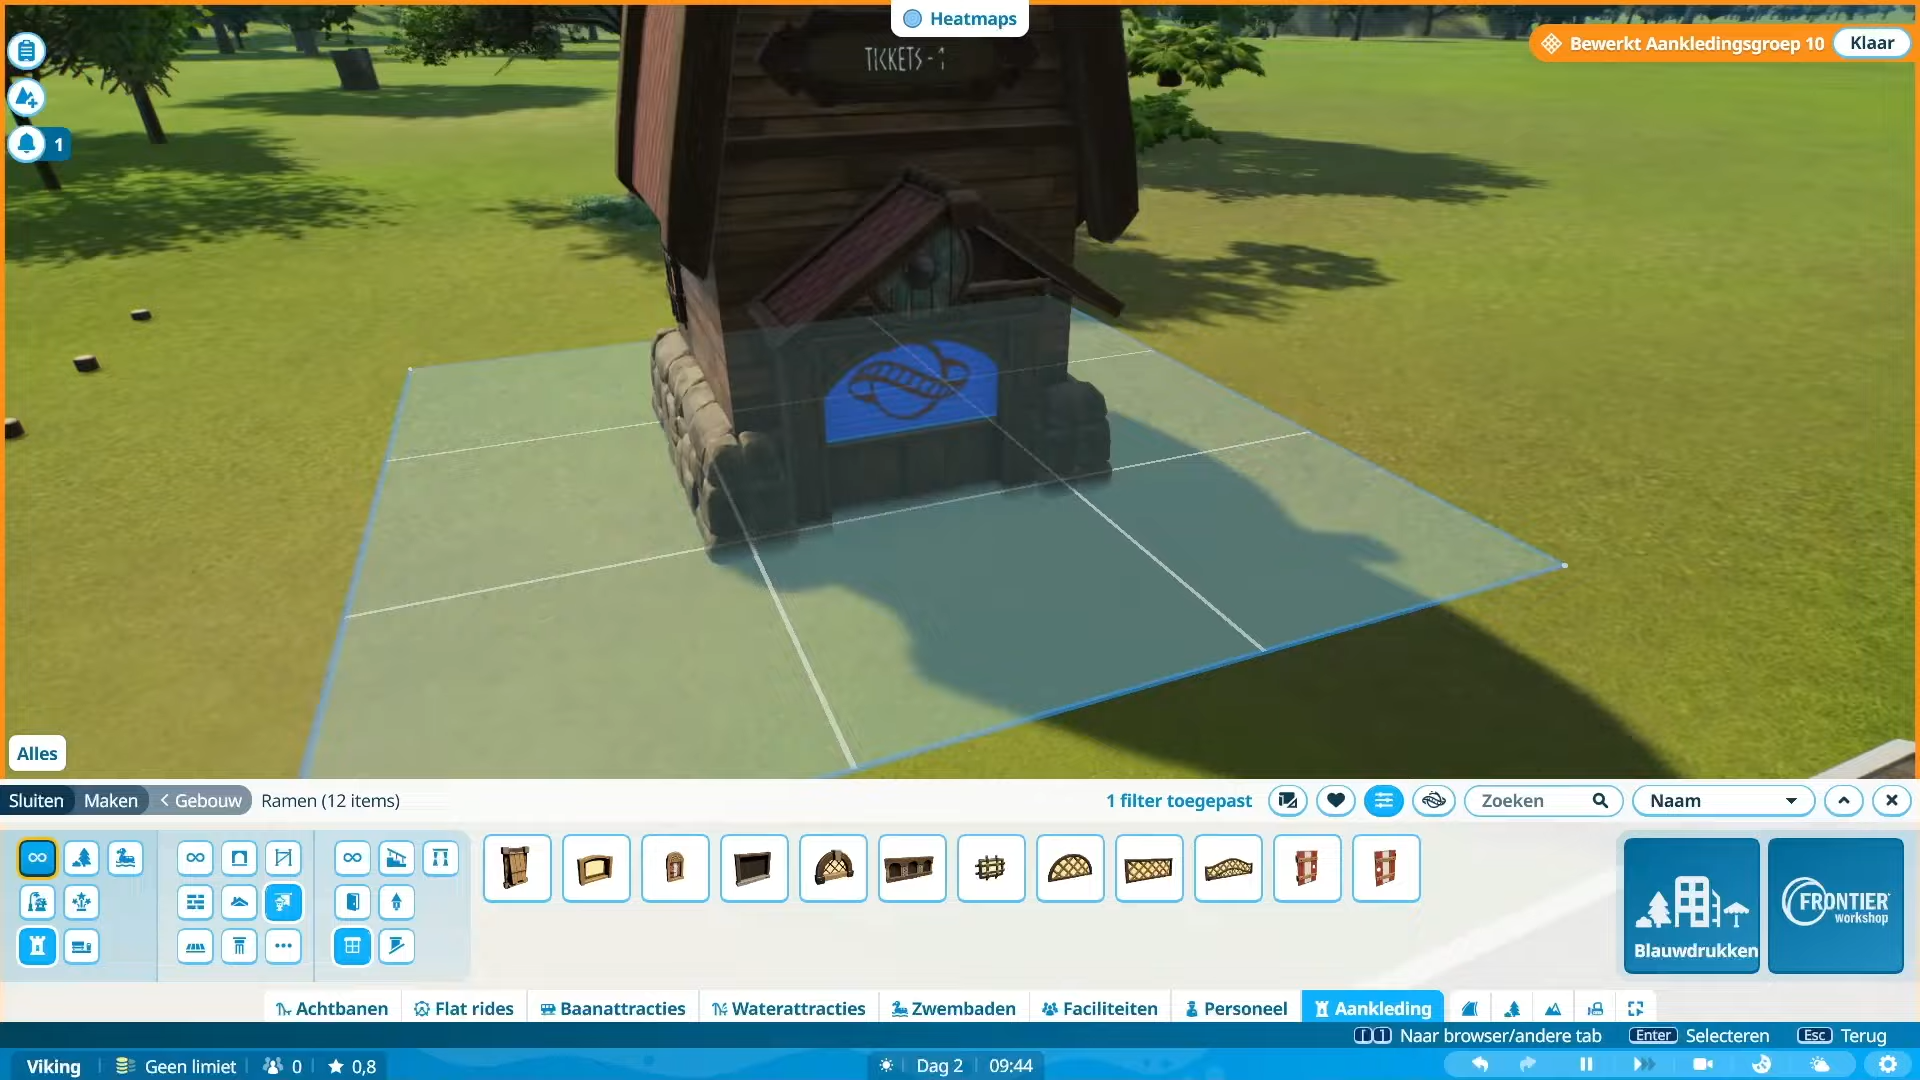 Heatmaps
Bewerkt Aankledingsgroep 10
Klaar
1
TICKETS - 1
Alles
Sluiten
Maken
Gebouw
Ramen (12 items)
1 filter toegepast
Zoeken
Naam
Blauwdrukken
FRONTIER
workshop
Achtbanen
Flat rides
Baanattracties
Waterattracties
Zwembaden
Faciliteiten
Personeel
Aankleding
[ ] Naar browser/andere tab
Enter Selecteren
Esc Terug
Viking
Geen limiet
0
0,8
Dag 2
09:44